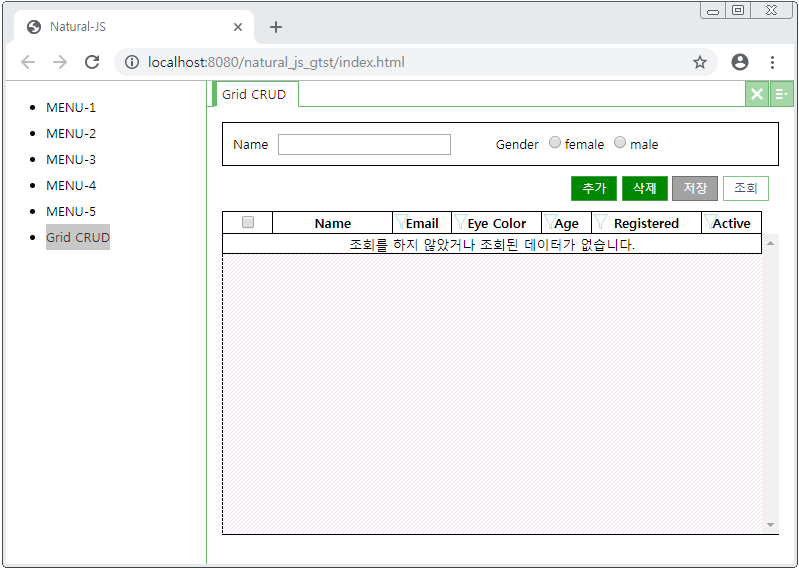 Natural-JS
localhost:8080/natural_js_gtst/index.html
MENU-1
MENU-2
MENU-3
MENU-4
MENU-5
Grid CRUD
Grid CRUD
Name Gender female male
추가 삭제 저장 조회
Name Email Eye Color Age Registered Active
조회를 하지 않았거나 조회된 데이터가 없습니다.